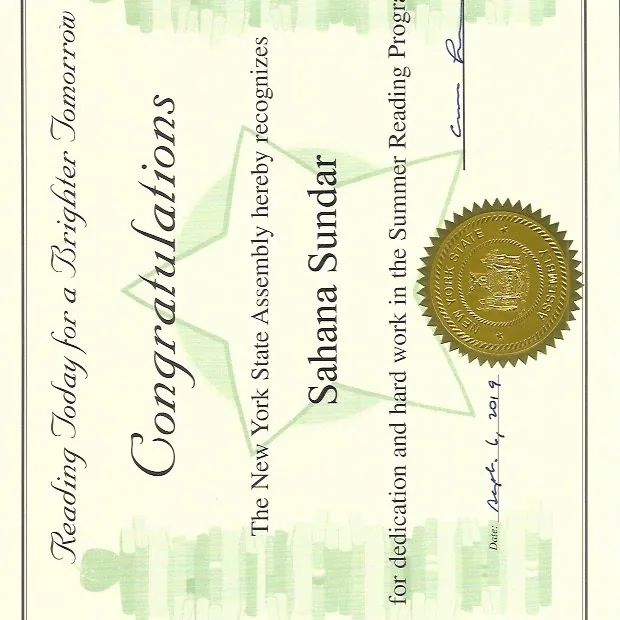 Reading Today for a Brighter Tomorrow
Congratulations
The New York State Assembly hereby recognizes
Sahana Sundar
for dedication and hard work in the Summer Reading Progra
NEW YORK STATE
ASSEMBLY
Date: Sept. 6, 2019